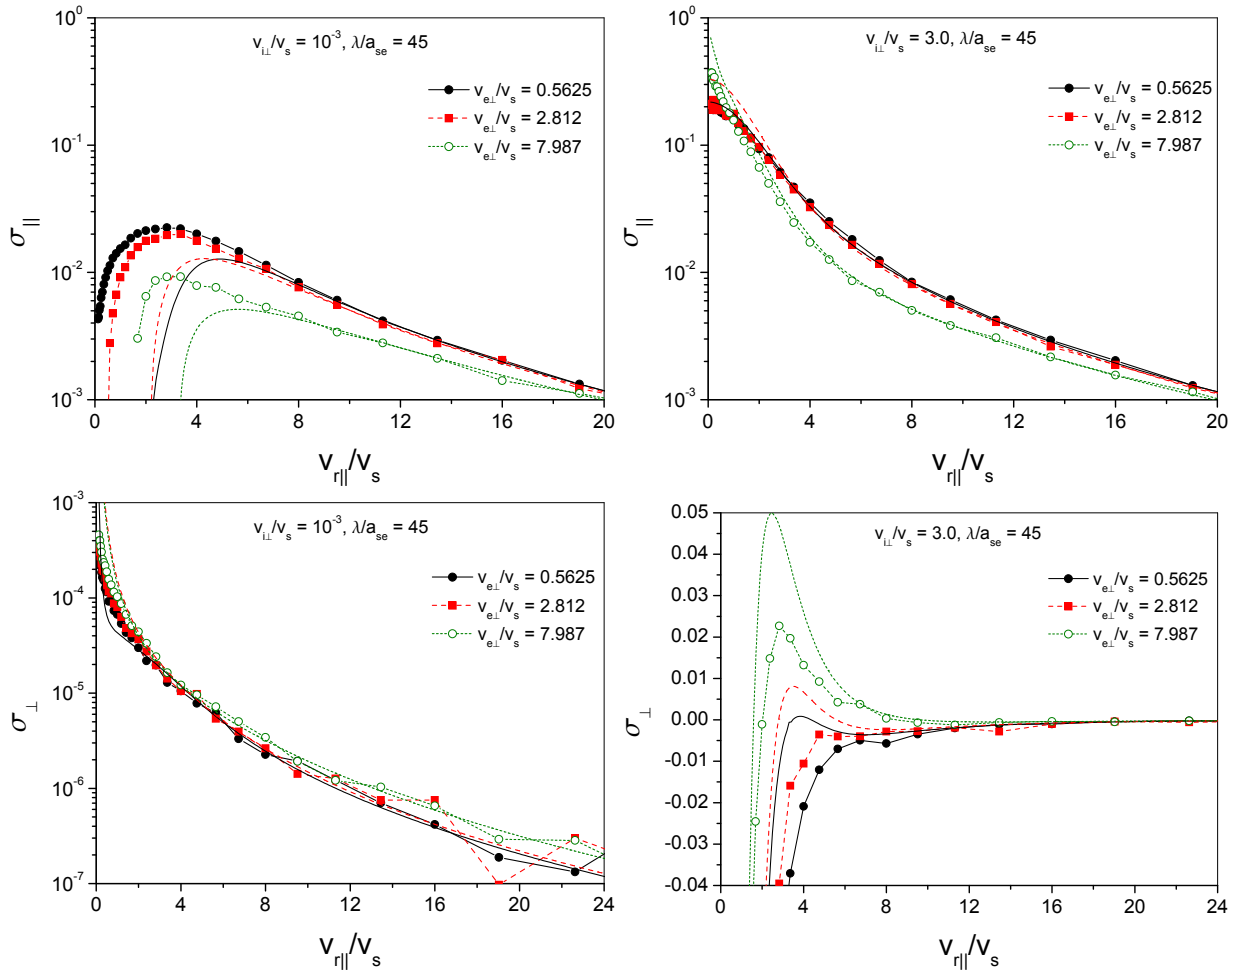 10^0
v_i⊥/v_s = 10^-3, λ/a_se = 45
v_e⊥/v_s = 0.5625
v_e⊥/v_s = 2.812
v_e⊥/v_s = 7.987
10^-1
σ_||
10^-2
10^-3
0 4 8 12 16 20
v_r||/v_s
10^0
v_i⊥/v_s = 3.0, λ/a_se = 45
v_e⊥/v_s = 0.5625
v_e⊥/v_s = 2.812
v_e⊥/v_s = 7.987
10^-1
σ_||
10^-2
10^-3
0 4 8 12 16 20
v_r||/v_s
10^-3
v_i⊥/v_s = 10^-3, λ/a_se = 45
v_e⊥/v_s = 0.5625
v_e⊥/v_s = 2.812
v_e⊥/v_s = 7.987
10^-4
10^-5
σ_⊥
10^-6
10^-7
0 4 8 12 16 20 24
v_r||/v_s
0.05
v_i⊥/v_s = 3.0, λ/a_se = 45
0.04
v_e⊥/v_s = 0.5625
0.03
v_e⊥/v_s = 2.812
0.02
v_e⊥/v_s = 7.987
0.01
σ_⊥
0.00
-0.01
-0.02
-0.03
-0.04
0 4 8 12 16 20 24
v_r||/v_s